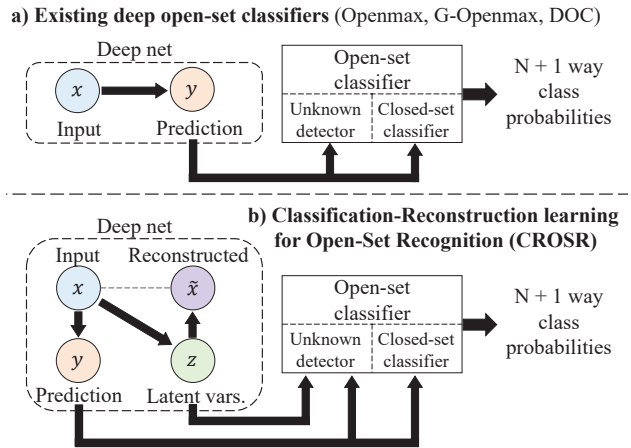 a) Existing deep open-set classifiers (Openmax, G-Openmax, DOC)
Deep net
x
y
Input
Prediction
Open-set
classifier
Unknown
detector
Closed-set
classifier
N + 1 way
class
probabilities
b) Classification-Reconstruction learning
for Open-Set Recognition (CROSR)
Deep net
Input
Reconstructed
x
x̃
y
z
Prediction
Latent vars.
Open-set
classifier
Unknown
detector
Closed-set
classifier
N + 1 way
class
probabilities